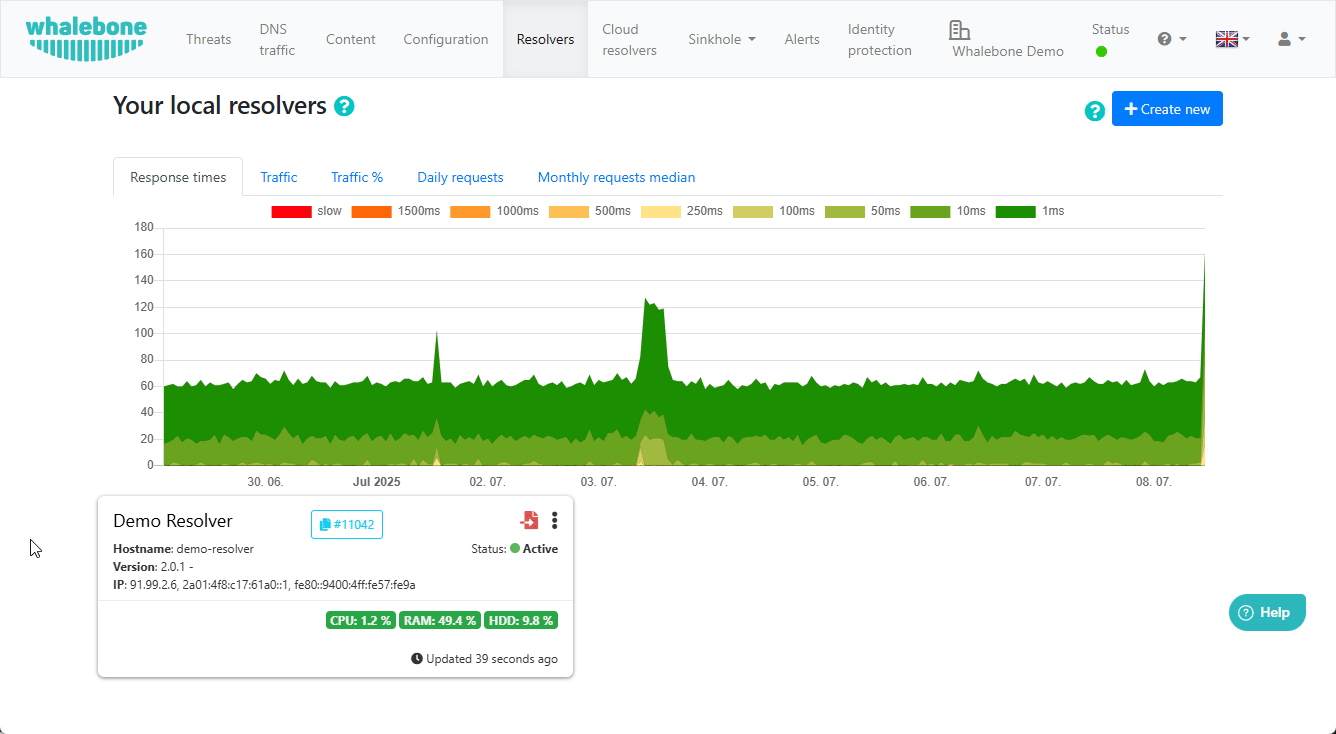 whalebone
Threats
DNS traffic
Content
Configuration
Resolvers
Cloud resolvers
Sinkhole
Alerts
Identity protection
Whalebone Demo
Status
Your local resolvers ?
? + Create new
Response times Traffic Traffic % Daily requests Monthly requests median
slow 1500ms 1000ms 500ms 250ms 100ms 50ms 10ms 1ms
180
160
140
120
100
80
60
40
20
0
30. 06. Jul 2025 02. 07. 03. 07. 04. 07. 05. 07. 06. 07. 07. 07. 08. 07.
Demo Resolver #11042
Hostname: demo-resolver Status: Active
Version: 2.0.1 -
IP: 91.99.2.6, 2a01:4f8:c17:61a0::1, fe80::9400:4ff:fe57:fe9a
CPU: 1.2 % RAM: 49.4 % HDD: 9.8 %
Updated 39 seconds ago
? Help